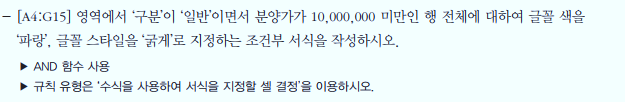 – [A4:G15] 영역에서 ‘구분’이 ‘일반’이면서 분양가가 10,000,000 미만인 행 전체에 대하여 글꼴 색을
‘파랑’, 글꼴 스타일을 ‘굵게’로 지정하는 조건부 서식을 작성하시오.
▶ AND 함수 사용
▶ 규칙 유형은 ‘수식을 사용하여 서식을 지정할 셀 결정’을 이용하시오.